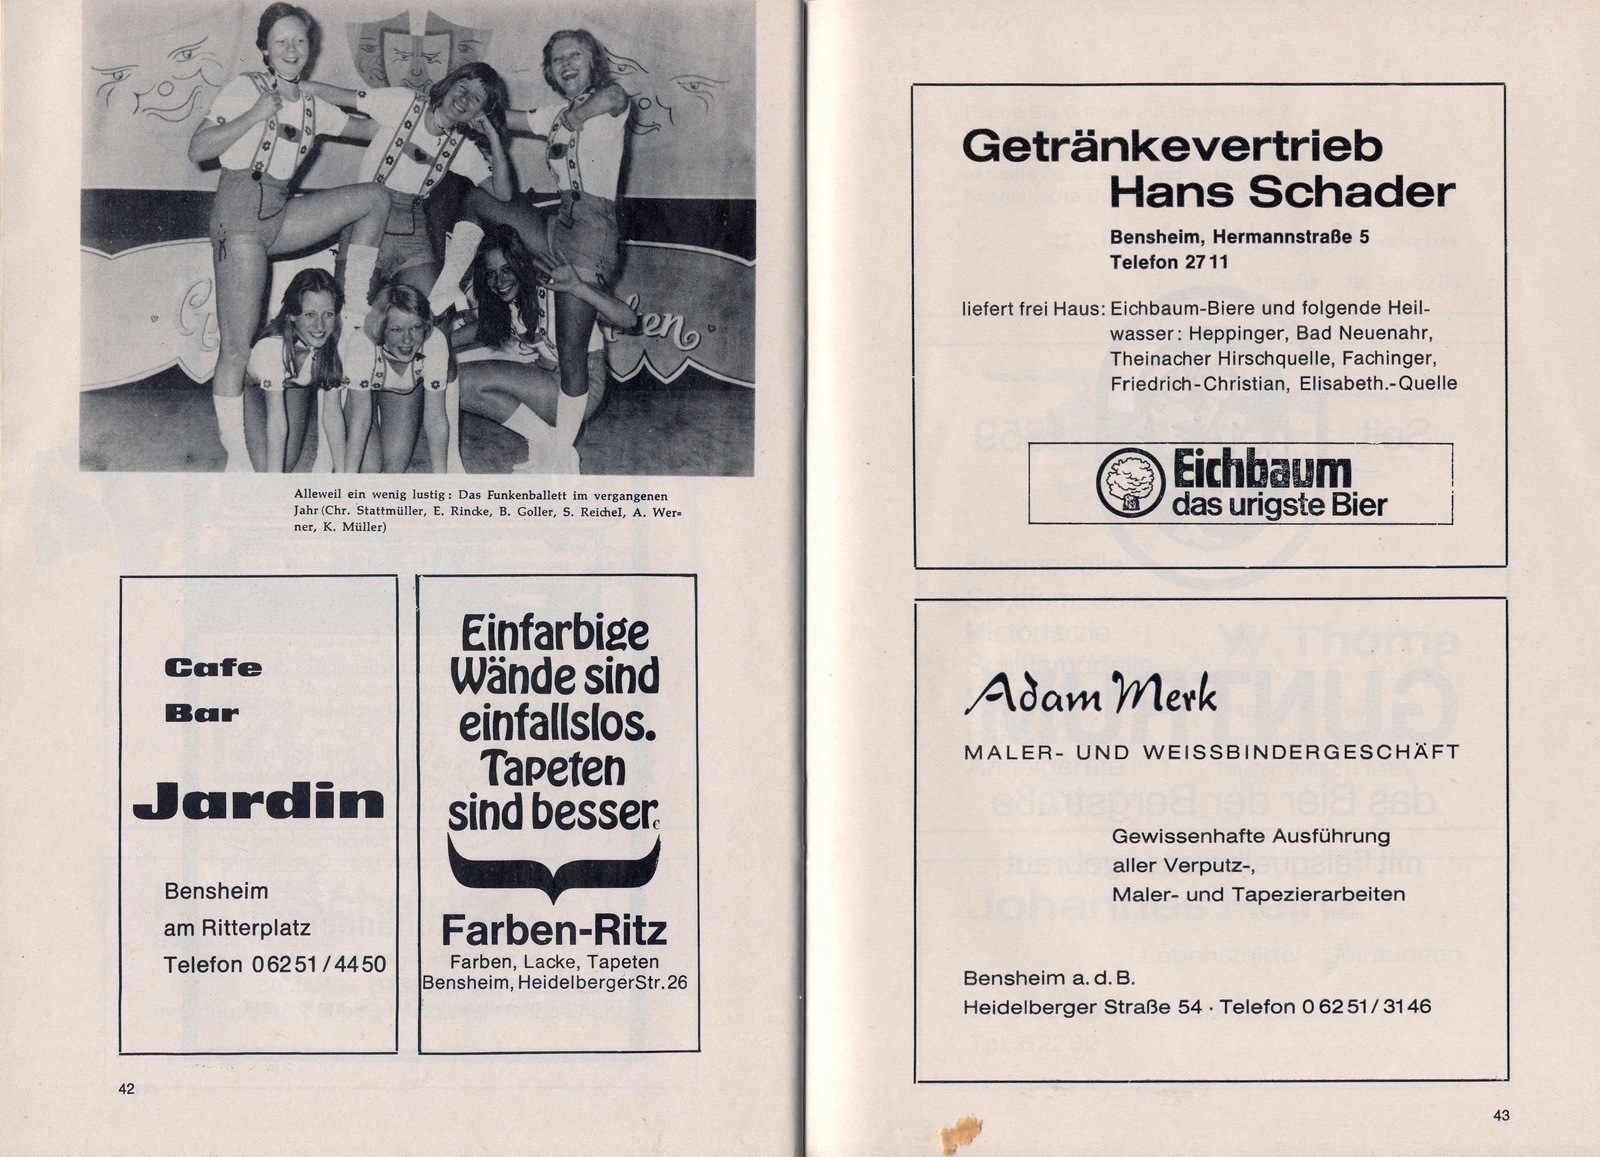 Alleweil ein wenig lustig: Das Funkenballett im vergangenen
Jahr (Chr. Stattmüller, E. Rincke, B. Goller, S. Reichel, A. Wer=
ner, K. Müller)
Cafe
Bar
Jardin
Bensheim
am Ritterplatz
Telefon 06251/4450
Einfarbige
Wände sind
einfallslos.
Tapeten
sind besser.
Farben-Ritz
Farben, Lacke, Tapeten
Bensheim, Heidelberger Str. 26
42
Getränkevertrieb
Hans Schader
Bensheim, Hermannstraße 5
Telefon 2711
liefert frei Haus: Eichbaum-Biere und folgende Heil-
wasser: Heppinger, Bad Neuenahr,
Theinacher Hirschquelle, Fachinger,
Friedrich-Christian, Elisabeth.-Quelle
Eichbaum
das urigste Bier
Adam Merk
MALER- UND WEISSBINDERGESCHÄFT
Gewissenhafte Ausführung
aller Verputz-,
Maler- und Tapezierarbeiten
Bensheim a. d. B.
Heidelberger Straße 54 · Telefon 06251/3146
43